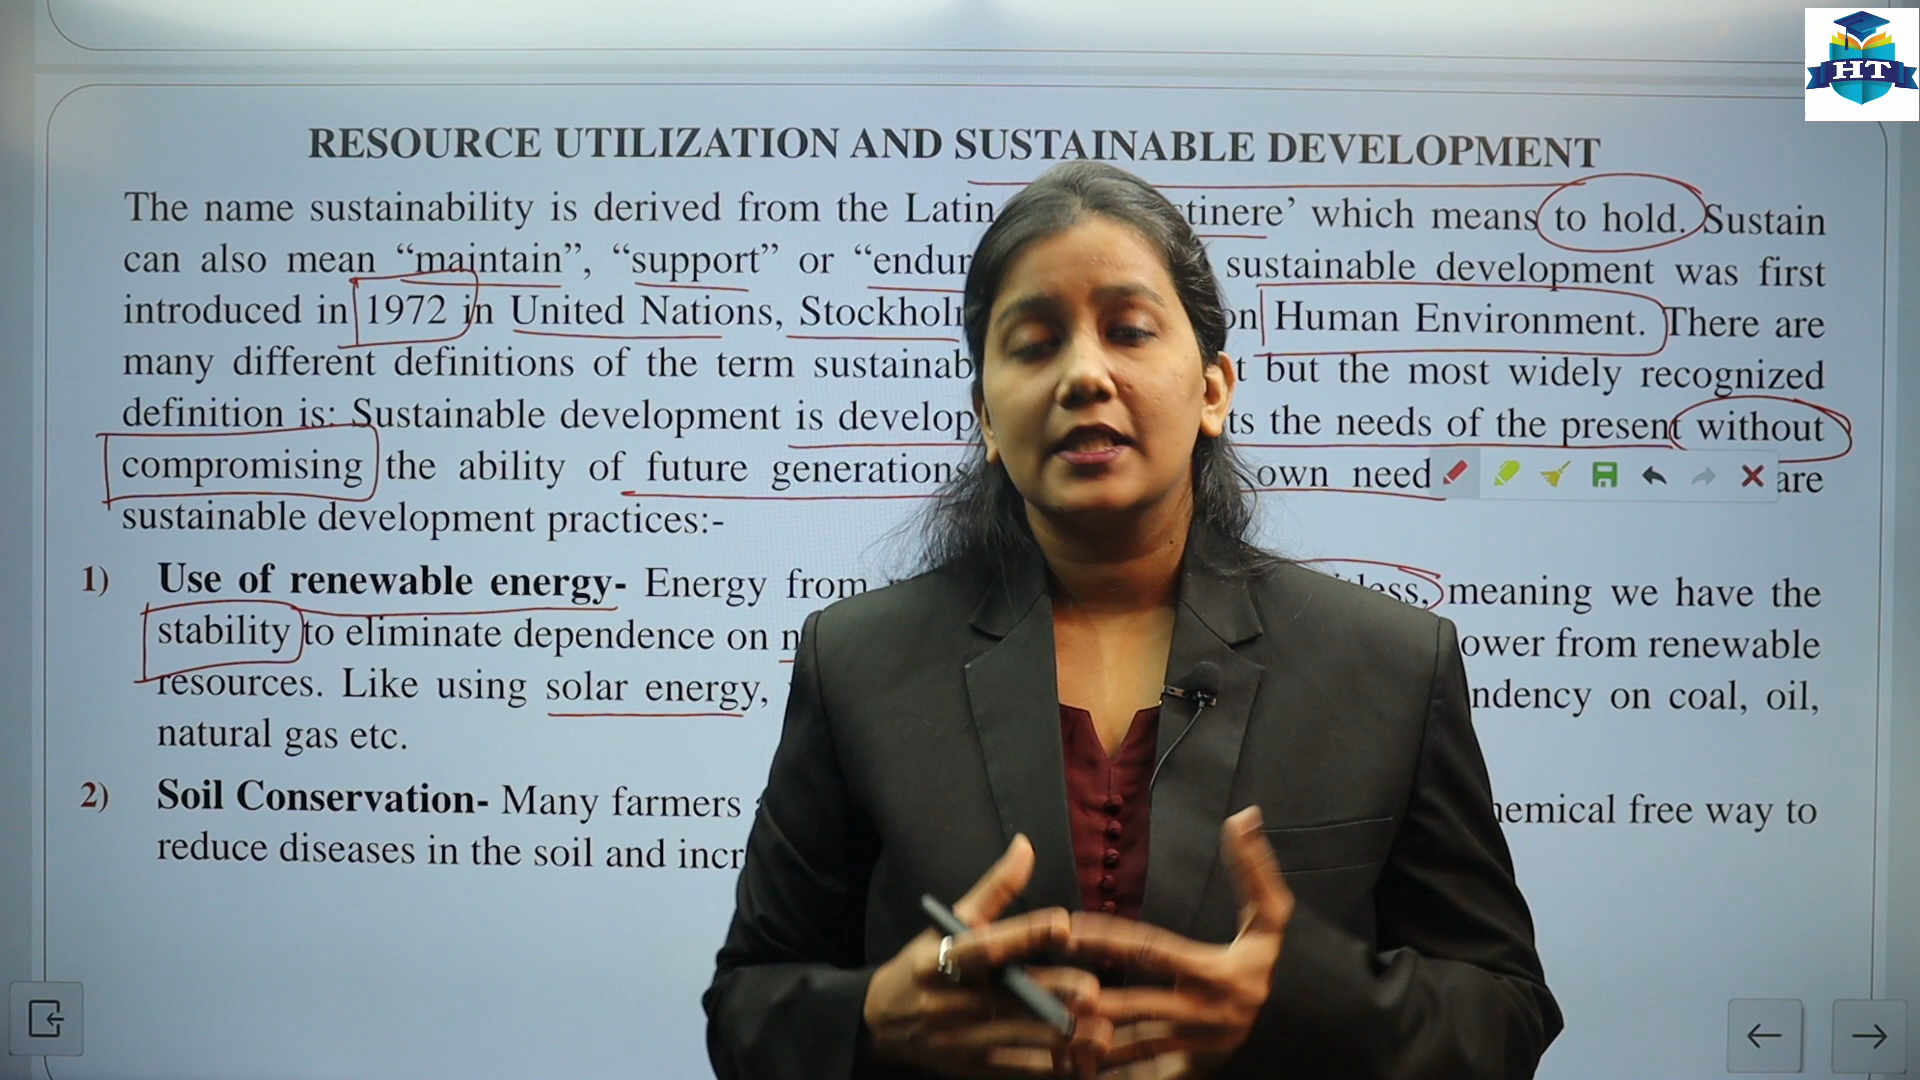 HT
RESOURCE UTILIZATION AND SUSTAINABLE DEVELOPMENT
The name sustainability is derived from the Latin tinere’ which means to hold. Sustain
can also mean “maintain”, “support” or “endur sustainable development was first
introduced in 1972 in United Nations, Stockhol on Human Environment. There are
many different definitions of the term sustainab t but the most widely recognized
definition is: Sustainable development is develop ts the needs of the present without
compromising the ability of future generations own need are
sustainable development practices:-
1) Use of renewable energy- Energy from less, meaning we have the
stability to eliminate dependence on n ower from renewable
resources. Like using solar energy, ndency on coal, oil,
natural gas etc.
2) Soil Conservation- Many farmers hemical free way to
reduce diseases in the soil and incr